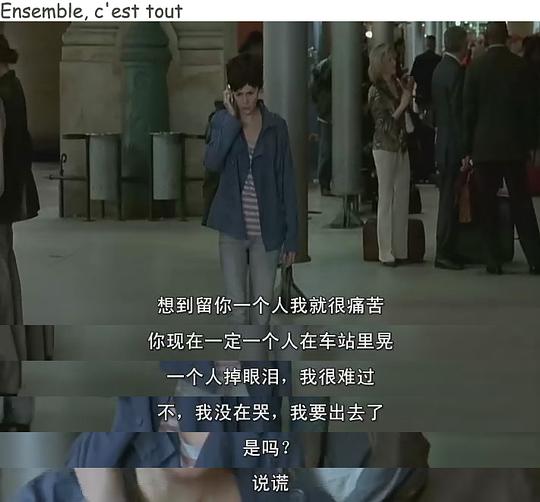 Ensemble, c'est tout
想到留你一个人我就很痛苦
你现在一定一个人在车站里晃
一个人掉眼泪，我很难过
不，我没在哭，我要出去了
是吗？
说谎